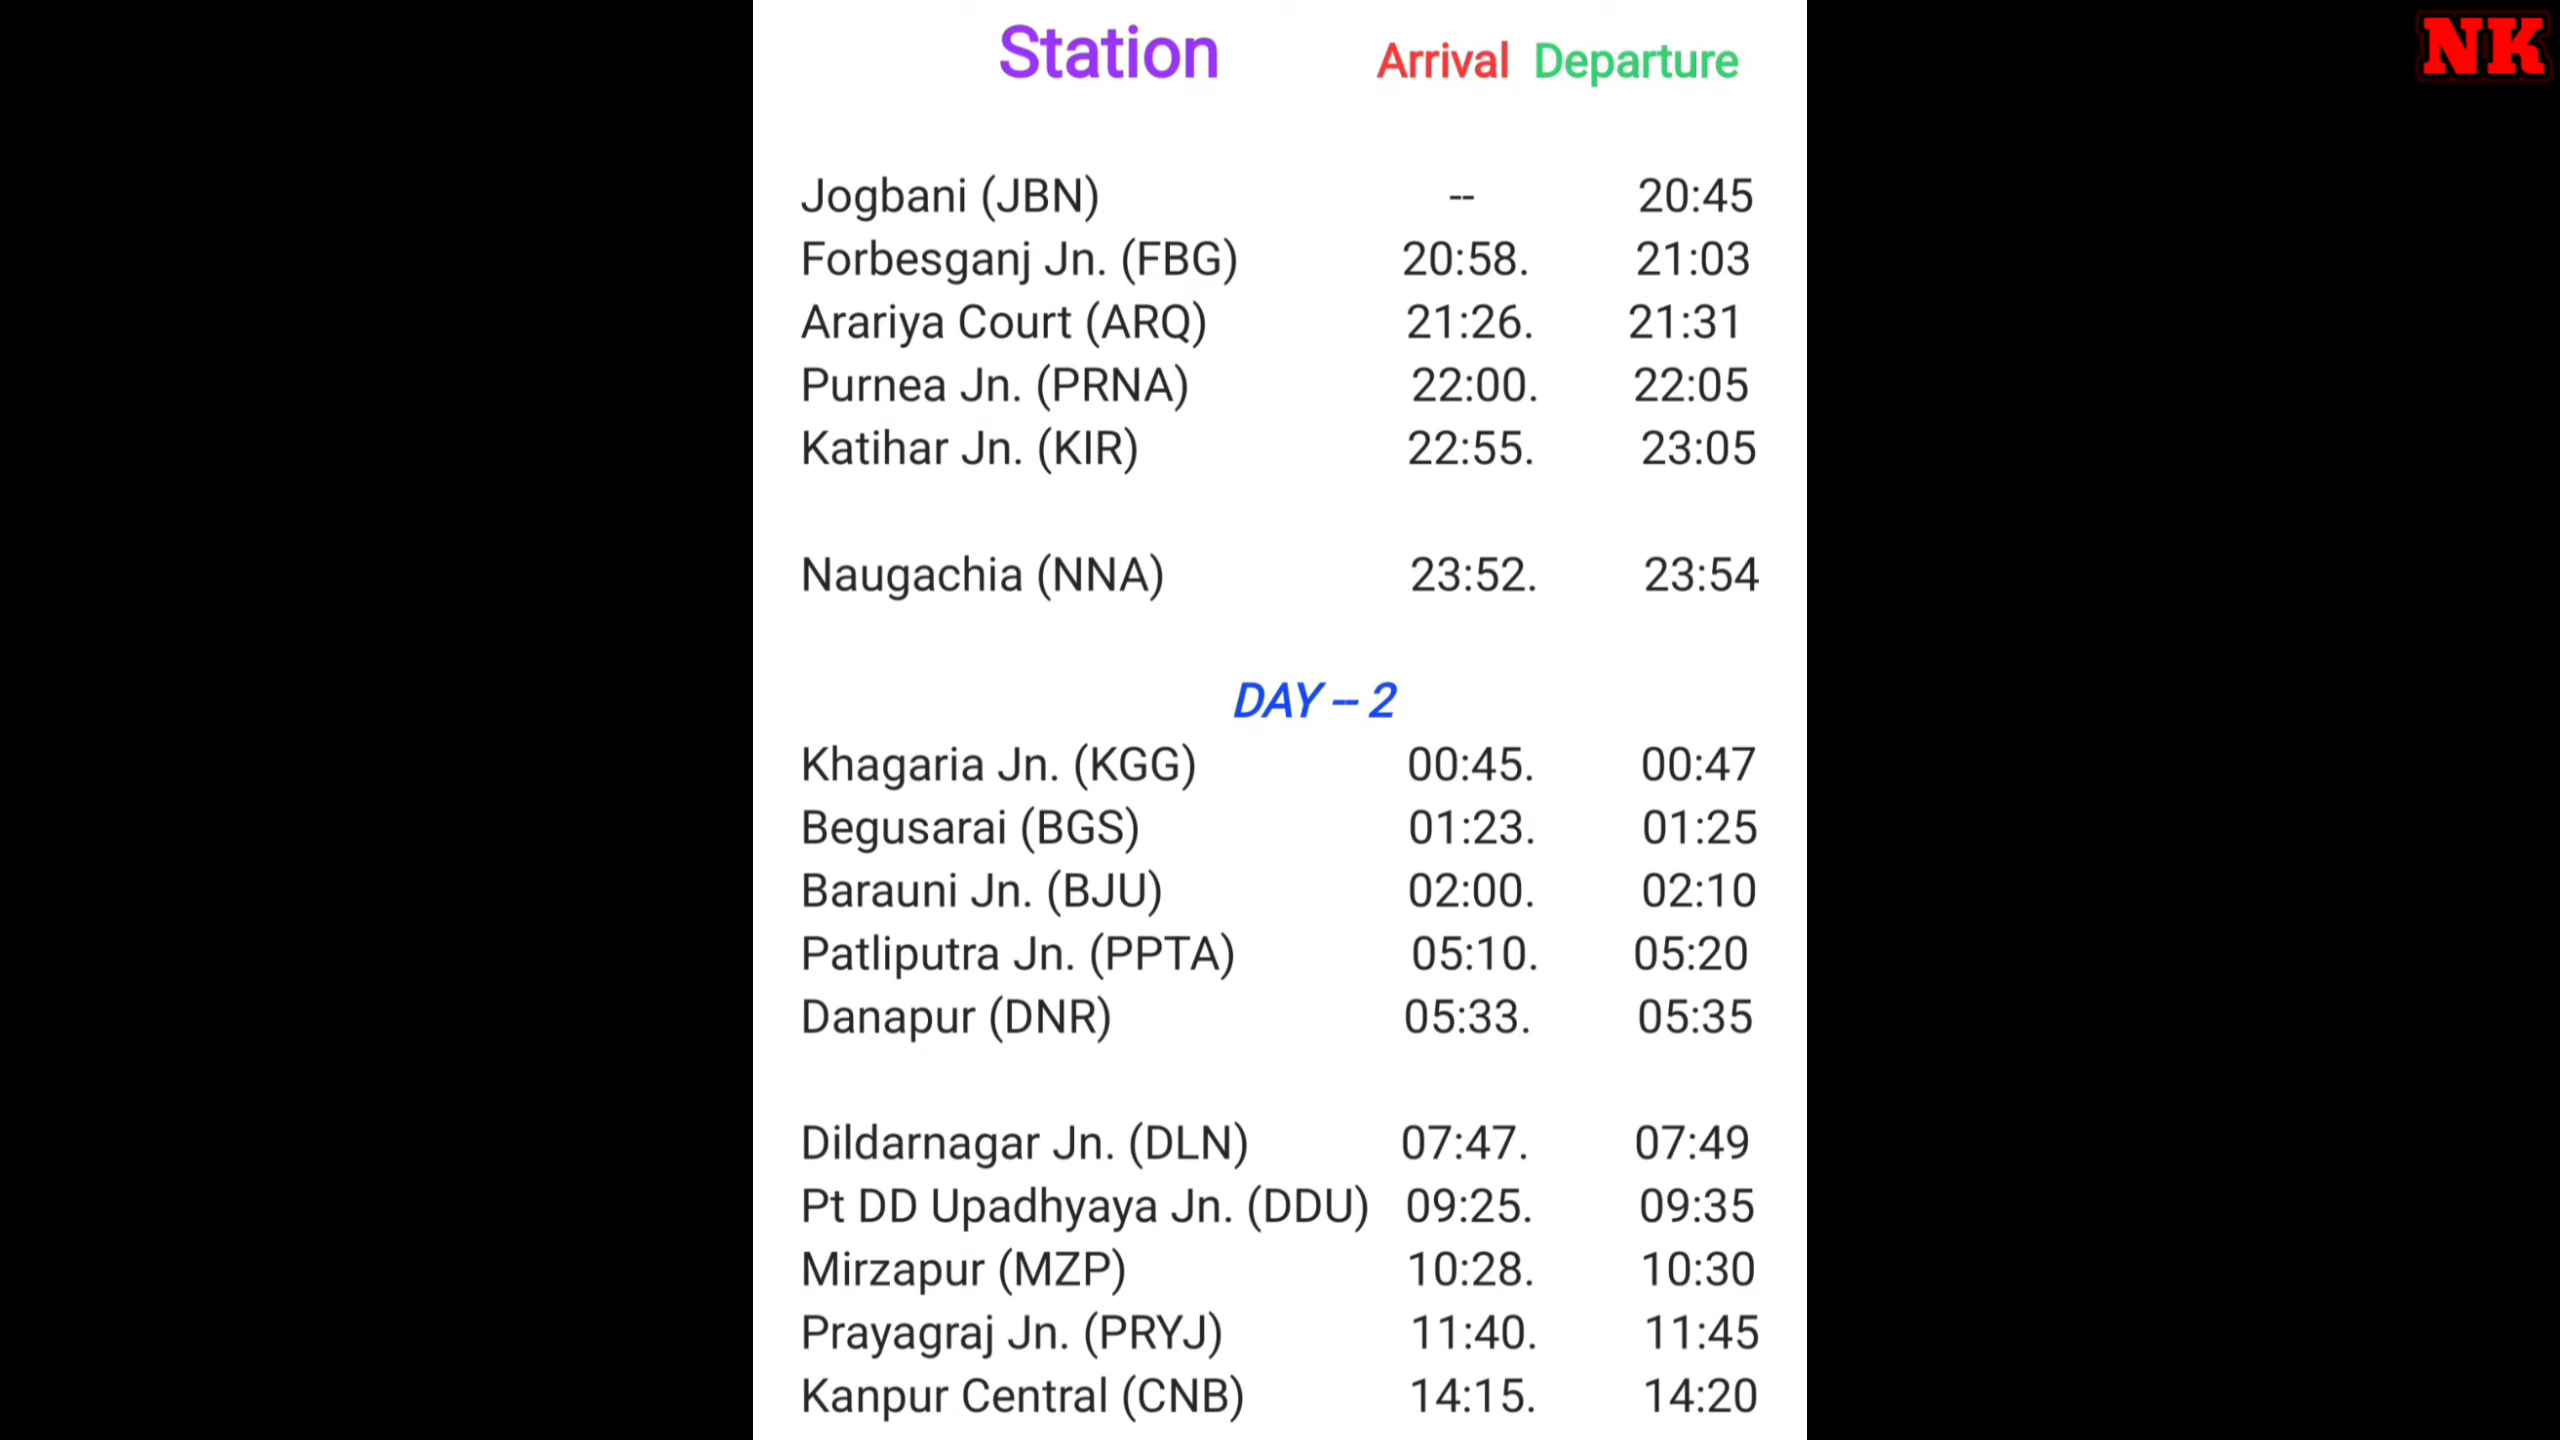 Station Arrival Departure
NK
Jogbani (JBN) -- 20:45
Forbesganj Jn. (FBG) 20:58. 21:03
Arariya Court (ARQ) 21:26. 21:31
Purnea Jn. (PRNA) 22:00. 22:05
Katihar Jn. (KIR) 22:55. 23:05
Naugachia (NNA) 23:52. 23:54
DAY -- 2
Khagaria Jn. (KGG) 00:45. 00:47
Begusarai (BGS) 01:23. 01:25
Barauni Jn. (BJU) 02:00. 02:10
Patliputra Jn. (PPTA) 05:10. 05:20
Danapur (DNR) 05:33. 05:35
Dildarnagar Jn. (DLN) 07:47. 07:49
Pt DD Upadhyaya Jn. (DDU) 09:25. 09:35
Mirzapur (MZP) 10:28. 10:30
Prayagraj Jn. (PRYJ) 11:40. 11:45
Kanpur Central (CNB) 14:15. 14:20